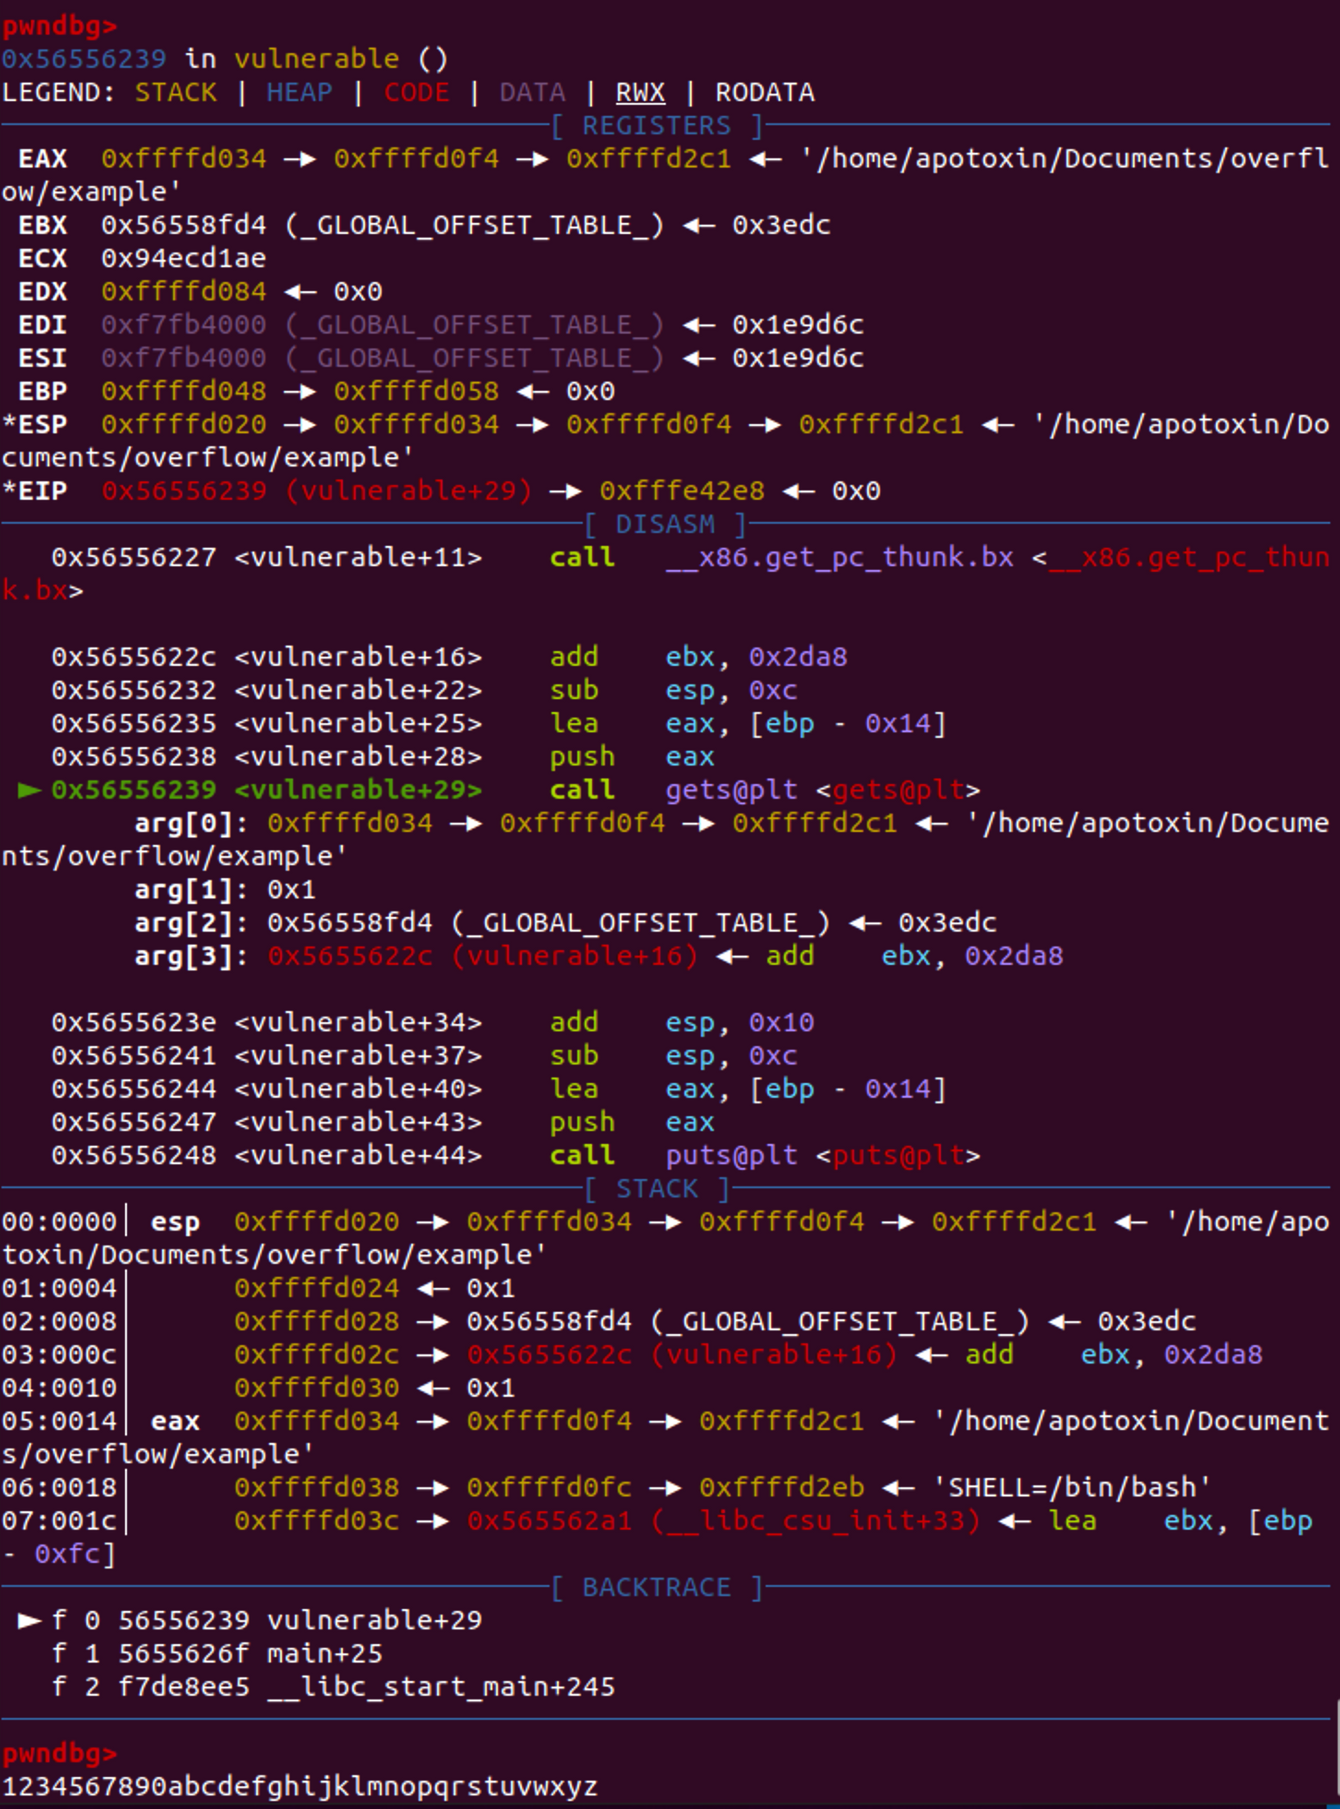 pwndbg>
0x56556239 in vulnerable ()
LEGEND: STACK | HEAP | CODE | DATA | RWX | RODATA
[ REGISTERS ]
EAX  0xffffd034 —▸ 0xffffd0f4 —▸ 0xffffd2c1 ◂— '/home/apotoxin/Documents/overfl
ow/example'
EBX  0x56558fd4 (_GLOBAL_OFFSET_TABLE_) ◂— 0x3edc
ECX  0x94ecd1ae
EDX  0xffffd084 ◂— 0x0
EDI  0xf7fb4000 (_GLOBAL_OFFSET_TABLE_) ◂— 0x1e9d6c
ESI  0xf7fb4000 (_GLOBAL_OFFSET_TABLE_) ◂— 0x1e9d6c
EBP  0xffffd048 —▸ 0xffffd058 ◂— 0x0
*ESP  0xffffd020 —▸ 0xffffd034 —▸ 0xffffd0f4 —▸ 0xffffd2c1 ◂— '/home/apotoxin/Do
cuments/overflow/example'
*EIP  0x56556239 (vulnerable+29) —▸ 0xfffe42e8 ◂— 0x0
[ DISASM ]
0x56556227 <vulnerable+11>    call   __x86.get_pc_thunk.bx <__x86.get_pc_thun
k.bx>
0x5655622c <vulnerable+16>    add    ebx, 0x2da8
0x56556232 <vulnerable+22>    sub    esp, 0xc
0x56556235 <vulnerable+25>    lea    eax, [ebp - 0x14]
0x56556238 <vulnerable+28>    push   eax
► 0x56556239 <vulnerable+29>    call   gets@plt <gets@plt>
arg[0]: 0xffffd034 —▸ 0xffffd0f4 —▸ 0xffffd2c1 ◂— '/home/apotoxin/Docume
nts/overflow/example'
arg[1]: 0x1
arg[2]: 0x56558fd4 (_GLOBAL_OFFSET_TABLE_) ◂— 0x3edc
arg[3]: 0x5655622c (vulnerable+16) ◂— add    ebx, 0x2da8
0x5655623e <vulnerable+34>    add    esp, 0x10
0x56556241 <vulnerable+37>    sub    esp, 0xc
0x56556244 <vulnerable+40>    lea    eax, [ebp - 0x14]
0x56556247 <vulnerable+43>    push   eax
0x56556248 <vulnerable+44>    call   puts@plt <puts@plt>
[ STACK ]
00:0000│ esp  0xffffd020 —▸ 0xffffd034 —▸ 0xffffd0f4 —▸ 0xffffd2c1 ◂— '/home/apo
toxin/Documents/overflow/example'
01:0004│      0xffffd024 ◂— 0x1
02:0008│      0xffffd028 —▸ 0x56558fd4 (_GLOBAL_OFFSET_TABLE_) ◂— 0x3edc
03:000c│      0xffffd02c —▸ 0x5655622c (vulnerable+16) ◂— add    ebx, 0x2da8
04:0010│      0xffffd030 ◂— 0x1
05:0014│ eax  0xffffd034 —▸ 0xffffd0f4 —▸ 0xffffd2c1 ◂— '/home/apotoxin/Document
s/overflow/example'
06:0018│      0xffffd038 —▸ 0xffffd0fc —▸ 0xffffd2eb ◂— 'SHELL=/bin/bash'
07:001c│      0xffffd03c —▸ 0x565562a1 (__libc_csu_init+33) ◂— lea    ebx, [ebp
- 0xfc]
[ BACKTRACE ]
► f 0 56556239 vulnerable+29
f 1 5655626f main+25
f 2 f7de8ee5 __libc_start_main+245
pwndbg>
1234567890abcdefghijklmnopqrstuvwxyz